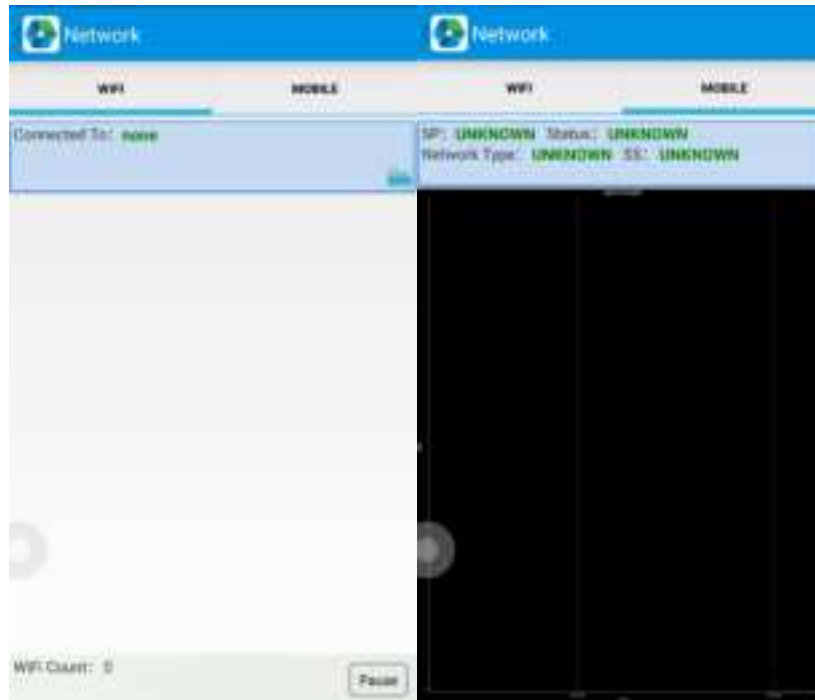 Network
WIFI MOBILE
Connected To: none
WiFi Count: 0
Pause
Network
WIFI MOBILE
SP: UNKNOWN Status: UNKNOWN
Network Type: UNKNOWN SS: UNKNOWN